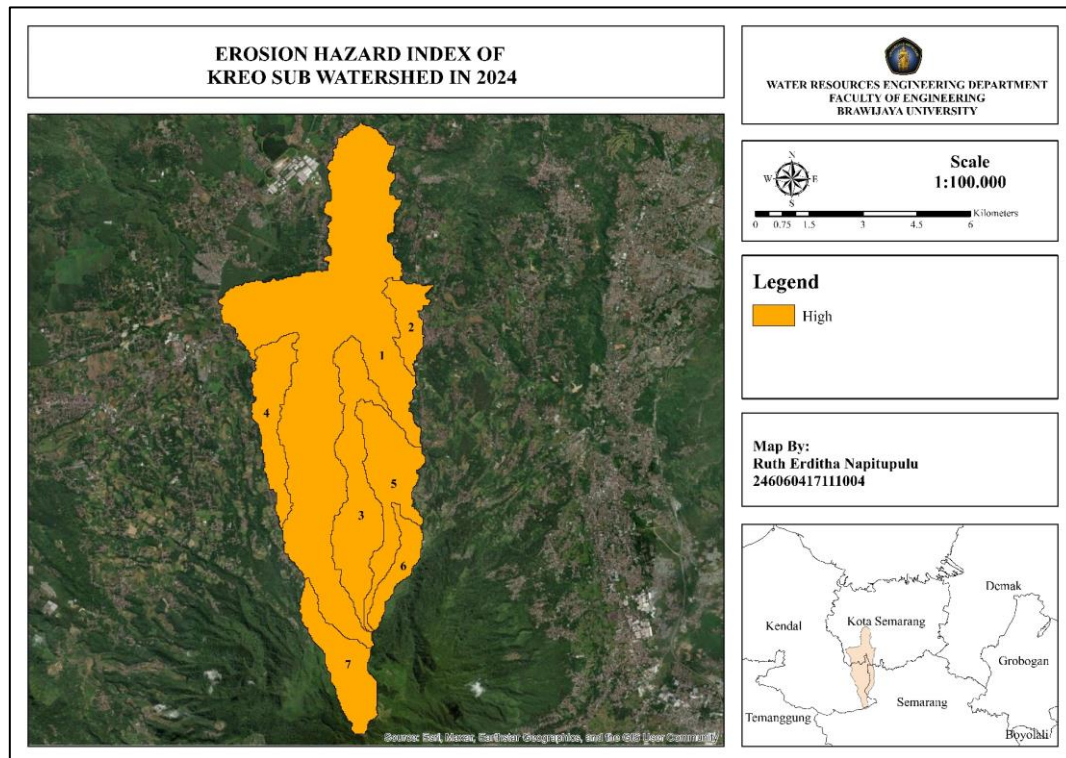 EROSION HAZARD INDEX OF
KREO SUB WATERSHED IN 2024
WATER RESOURCES ENGINEERING DEPARTMENT
FACULTY OF ENGINEERING
BRAWIJAYA UNIVERSITY
N
W E
S
Scale
1:100.000
Kilometers
0 0.75 1.5 3 4.5 6
Legend
High
2
1
4
5
3
6
7
Source: Esri, Maxar, Earthstar Geographics, and the GIS User Community
Map By:
Ruth Erditha Napitupulu
246060417111004
Demak
Kendal
Kota Semarang
Grobogan
Semarang
Temanggung
Boyolali